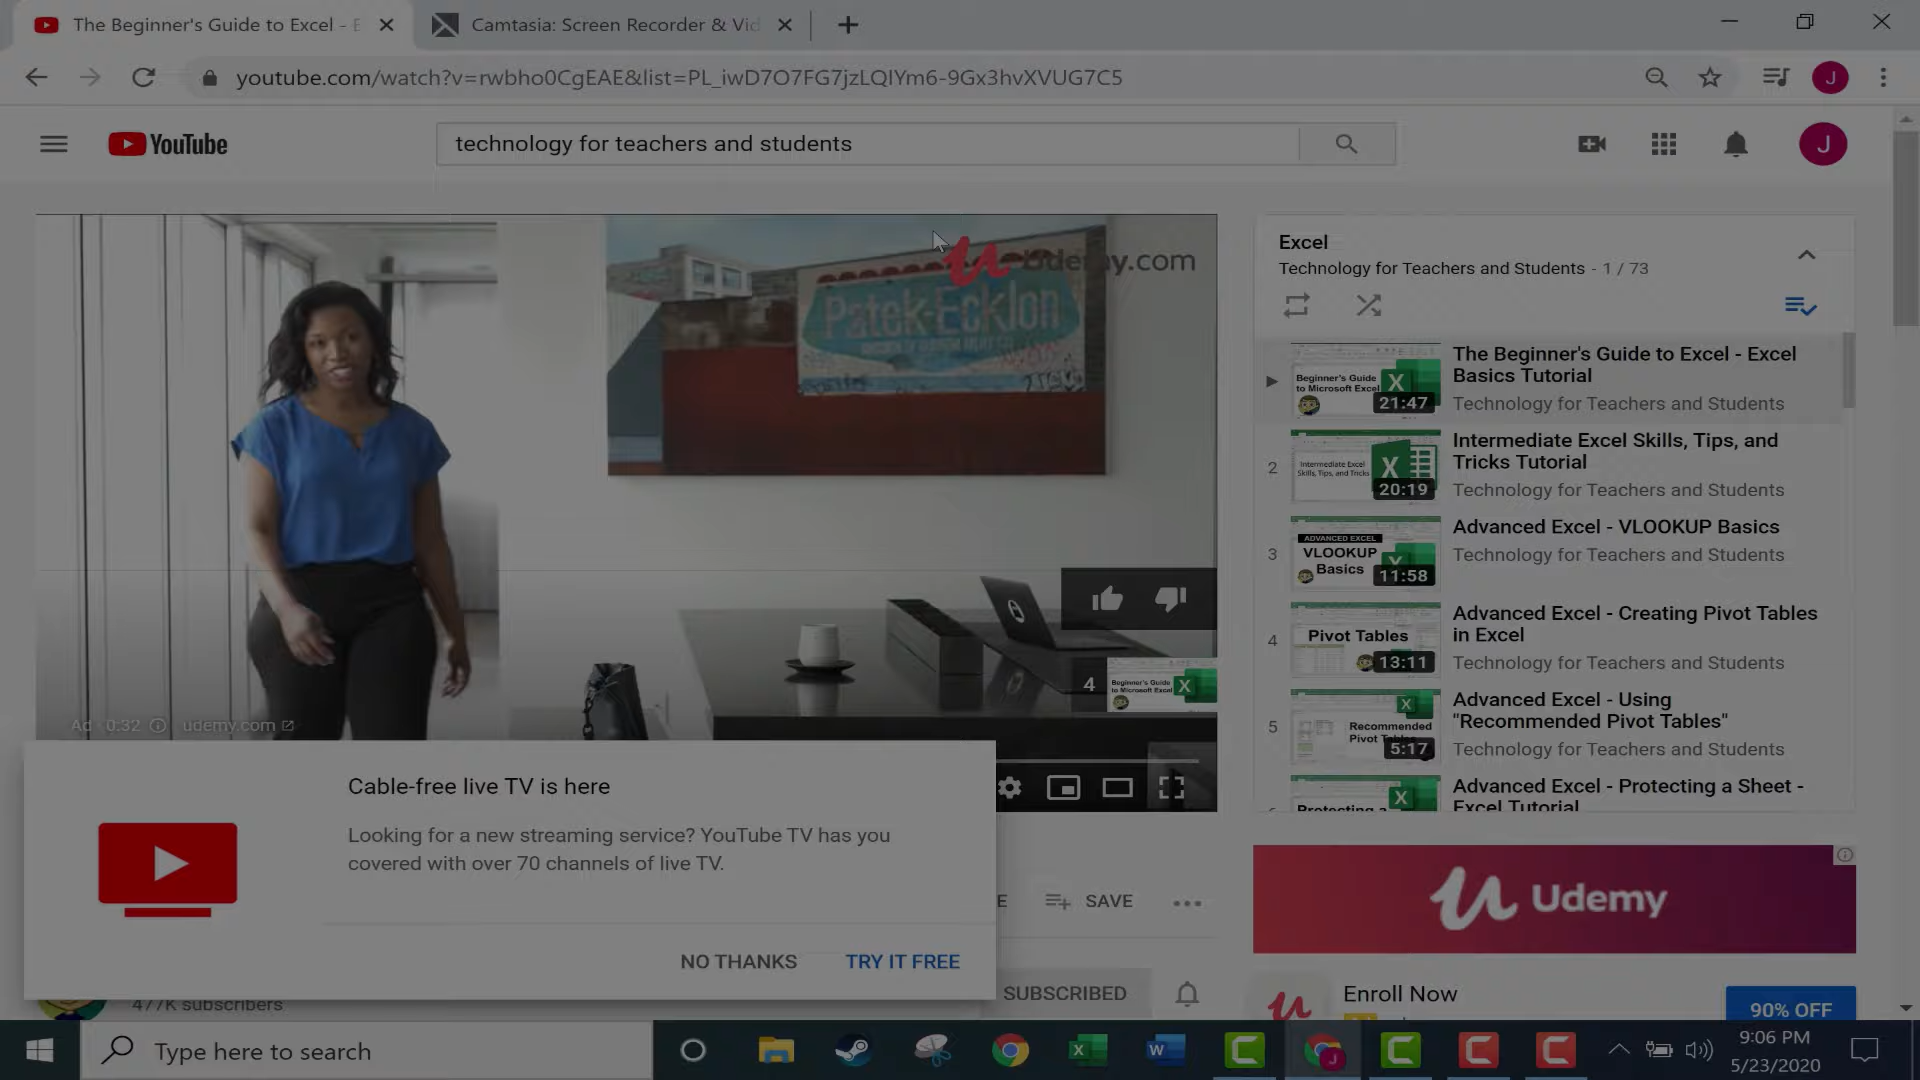 The Beginner's Guide to Excel - E
Camtasia: Screen Recorder & Vid
youtube.com/watch?v=rwbho0CgEAE&list=PL_iwD7O7FG7jzLQIYm6-9Gx3hvXVUG7C5
J
YouTube
technology for teachers and students
J
Udemy.com
Patek-Ecklon
Ad · 0:32
udemy.com
4
Beginner's Guide
to Microsoft Excel
Excel
Technology for Teachers and Students - 1 / 73
Beginner's Guide
to Microsoft Excel
21:47
The Beginner's Guide to Excel - Excel
Basics Tutorial
Technology for Teachers and Students
2
Intermediate Excel
Skills, Tips, and Tricks
20:19
Intermediate Excel Skills, Tips, and
Tricks Tutorial
Technology for Teachers and Students
3
ADVANCED EXCEL
VLOOKUP
Basics
11:58
Advanced Excel - VLOOKUP Basics
Technology for Teachers and Students
4
Pivot Tables
13:11
Advanced Excel - Creating Pivot Tables
in Excel
Technology for Teachers and Students
5
Recommended
Pivot
5:17
Advanced Excel - Using
"Recommended Pivot Tables"
Technology for Teachers and Students
Protecting a
Advanced Excel - Protecting a Sheet -
Excel Tutorial
Cable-free live TV is here
Looking for a new streaming service? YouTube TV has you
covered with over 70 channels of live TV.
NO THANKS
TRY IT FREE
E
SAVE
477K subscribers
SUBSCRIBED
Udemy
Enroll Now
90% OFF
Type here to search
9:06 PM
5/23/2020